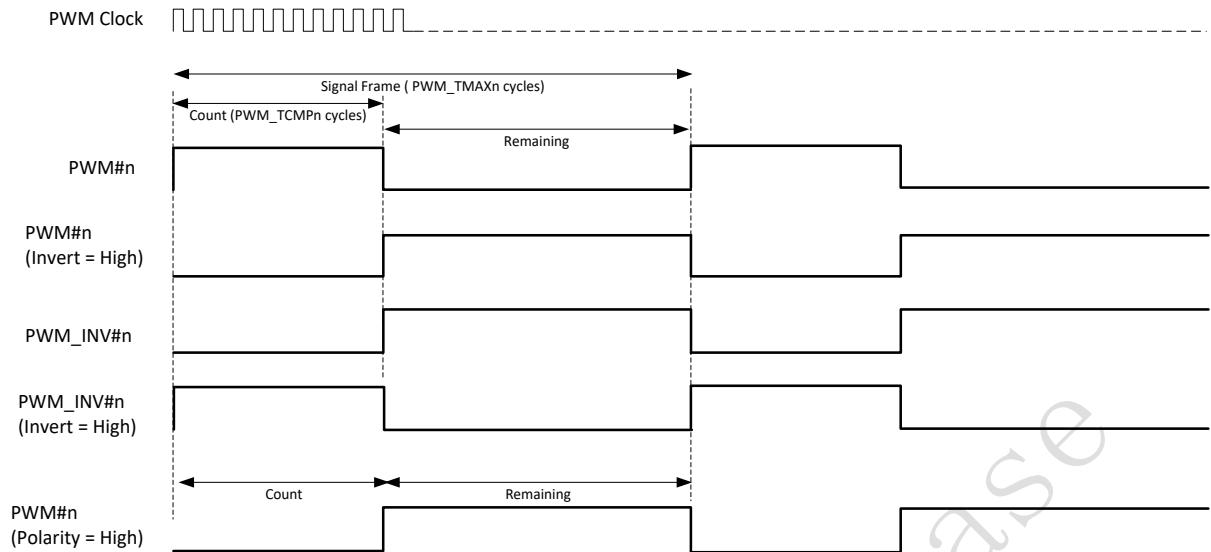 PWM Clock
Signal Frame ( PWM_TMAXn cycles)
Count (PWM_TCMPn cycles)
Remaining
PWM#n
PWM#n
(Invert = High)
PWM_INV#n
PWM_INV#n
(Invert = High)
Count
Remaining
PWM#n
(Polarity = High)
ase